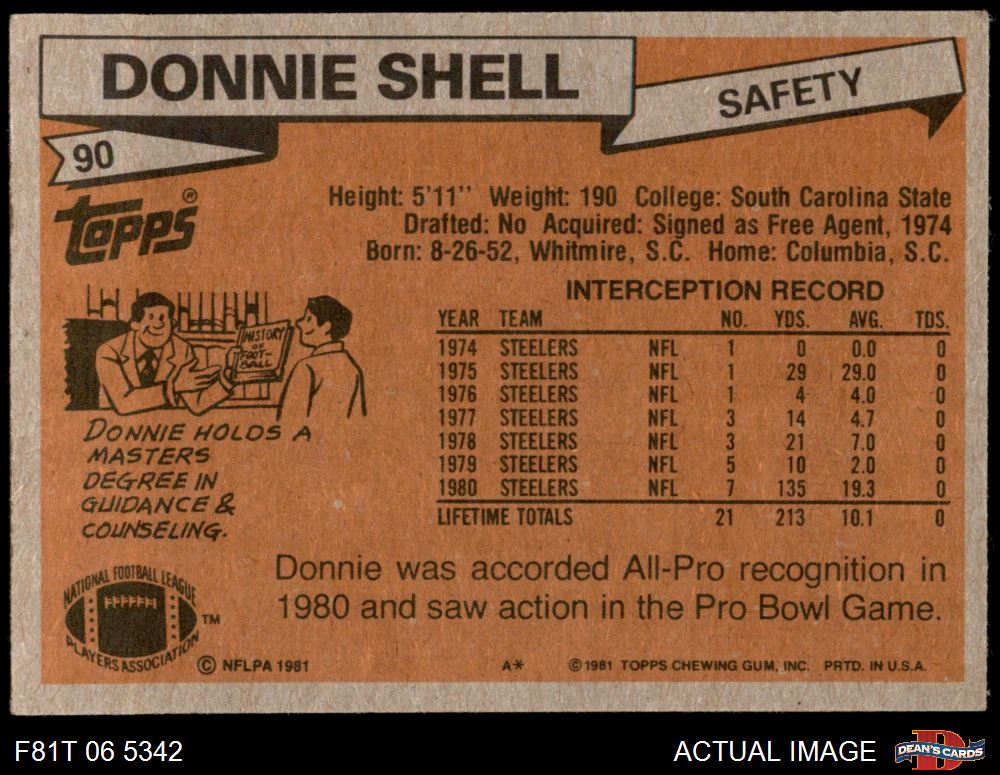 DONNIE SHELL
SAFETY
90
TOPPS®
Height: 5'11'' Weight: 190 College: South Carolina State
Drafted: No Acquired: Signed as Free Agent, 1974
Born: 8-26-52, Whitmire, S.C. Home: Columbia, S.C.
HISTORY
OF
FOOT-
BALL
DONNIE HOLDS A
MASTERS
DEGREE IN
GUIDANCE &
COUNSELING.
INTERCEPTION RECORD
YEAR TEAM NO. YDS. AVG. TDS.
1974 STEELERS NFL 1 0 0.0 0
1975 STEELERS NFL 1 29 29.0 0
1976 STEELERS NFL 1 4 4.0 0
1977 STEELERS NFL 3 14 4.7 0
1978 STEELERS NFL 3 21 7.0 0
1979 STEELERS NFL 5 10 2.0 0
1980 STEELERS NFL 7 135 19.3 0
LIFETIME TOTALS 21 213 10.1 0
Donnie was accorded All-Pro recognition in
1980 and saw action in the Pro Bowl Game.
NATIONAL FOOTBALL LEAGUE
PLAYERS ASSOCIATION
TM
© NFLPA 1981 A* © 1981 TOPPS CHEWING GUM, INC. PRTD. IN U.S.A.
F81T 06 5342 ACTUAL IMAGE
D
DEAN'S CARDS